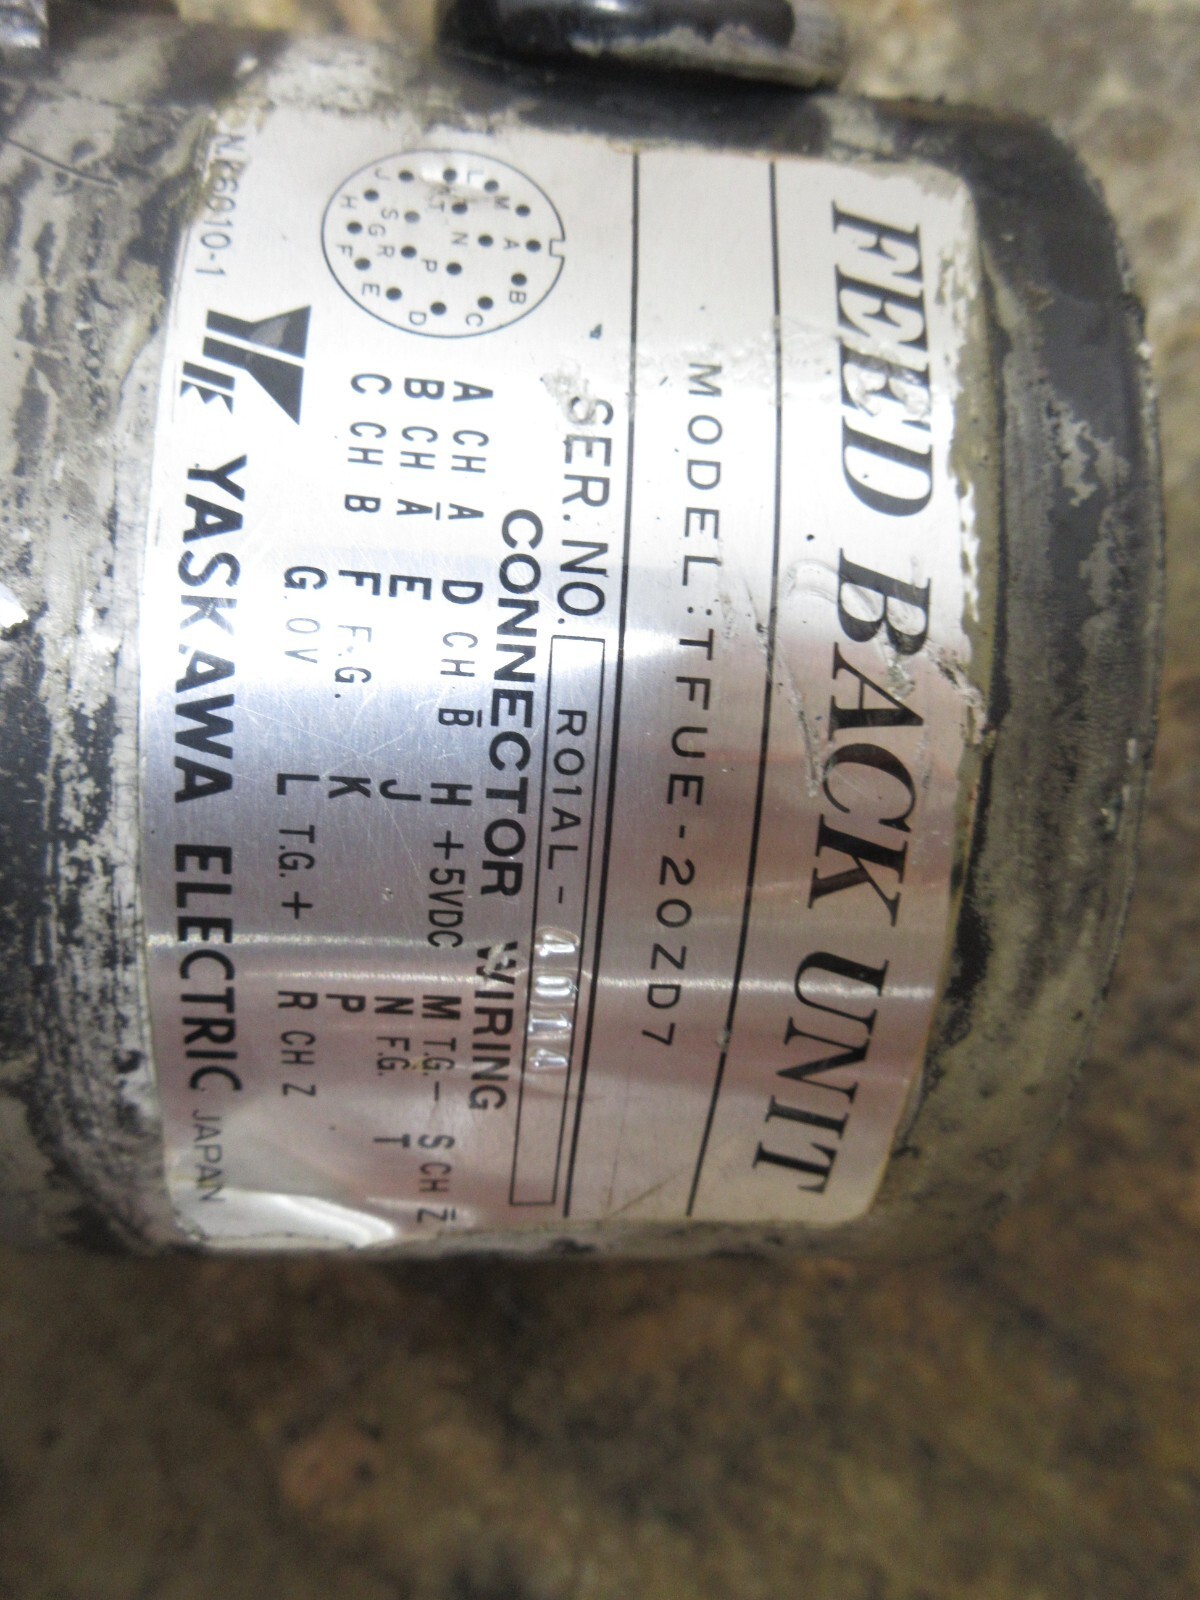 FEED BACK UNIT
MODEL:TFUE-20ZD7
SER.NO. R01AL-
CONNECTOR WIRING
A CH A D CH.B̅ H +5VDC M T.G.- S CH Z̅
B CH A̅ E J N F.G. T
C CH B F F.G. K P
G 0V L T.G.+ R CH Z
YASKAWA ELECTRIC JAPAN
A
B
C
D
E
F
G
H
J
L
M
N
P
R
S
T